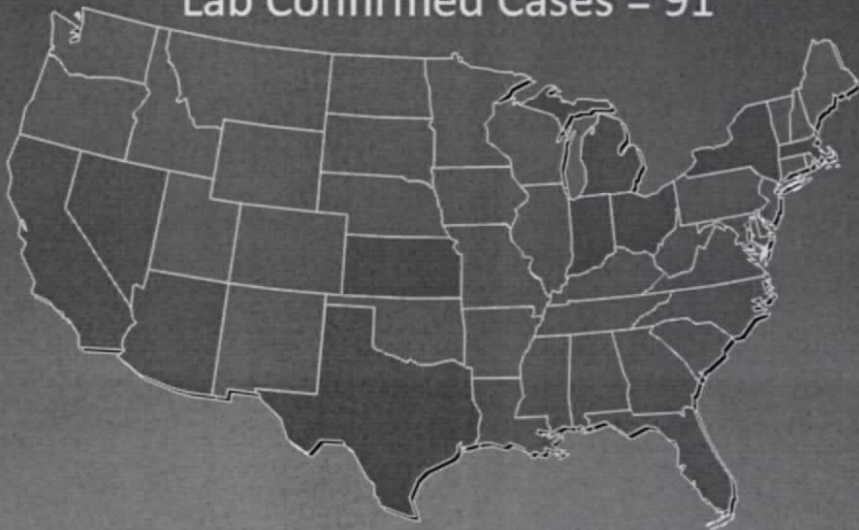 Lab Confirmed Cases = 91